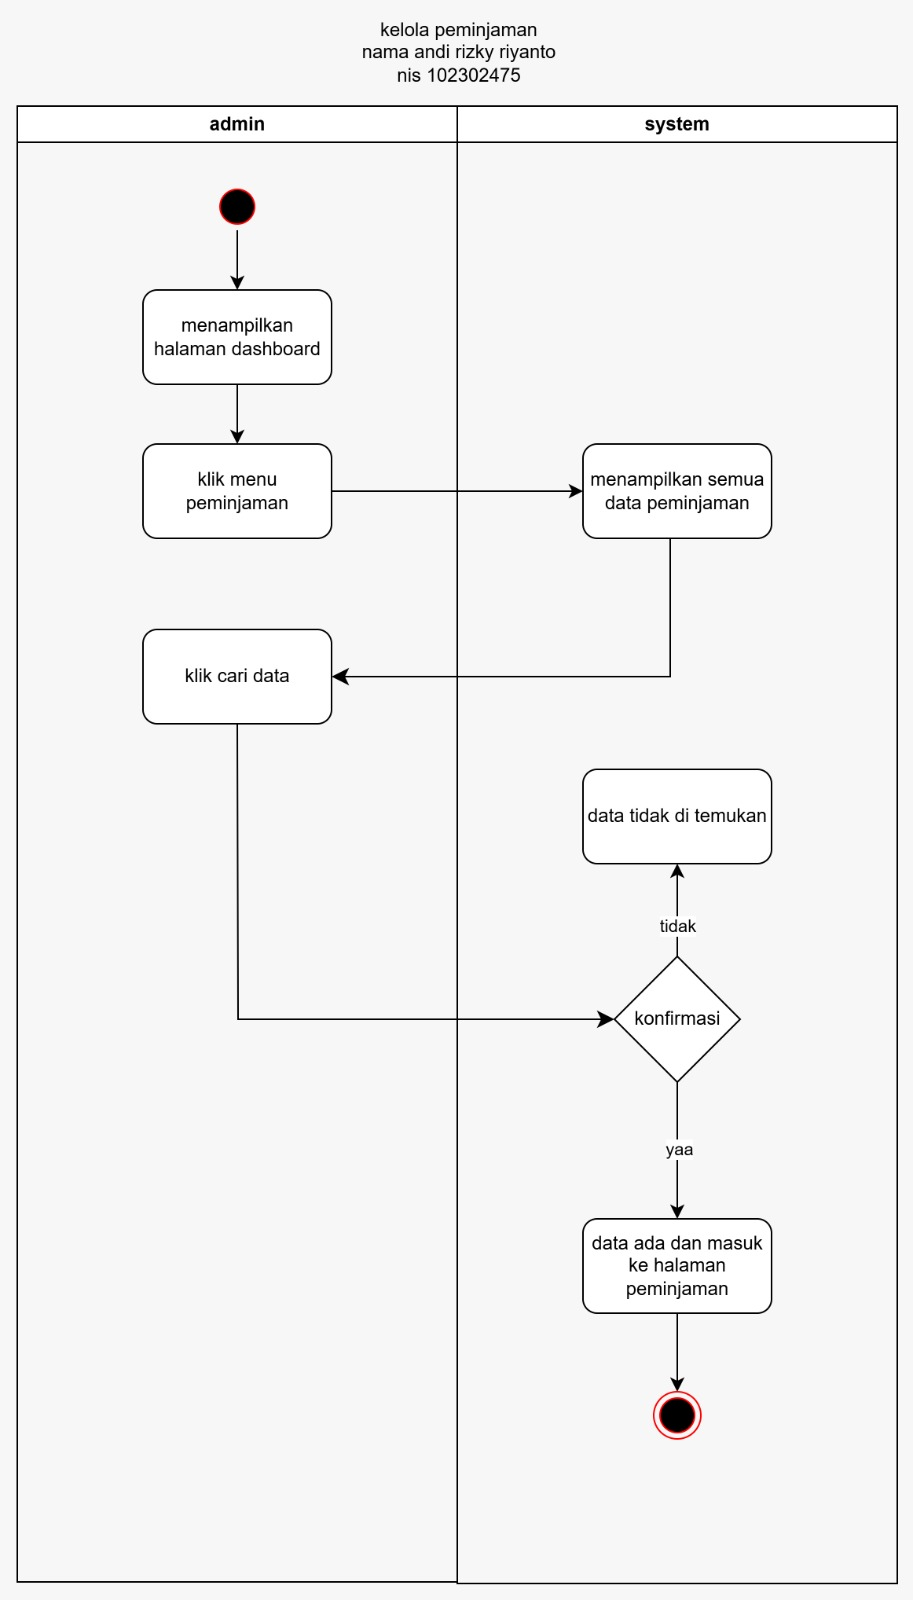 kelola peminjaman
nama andi rizky riyanto
nis 102302475
admin
system
menampilkan
halaman dashboard
klik menu
peminjaman
menampilkan semua
data peminjaman
klik cari data
data tidak di temukan
tidak
konfirmasi
yaa
data ada dan masuk
ke halaman
peminjaman